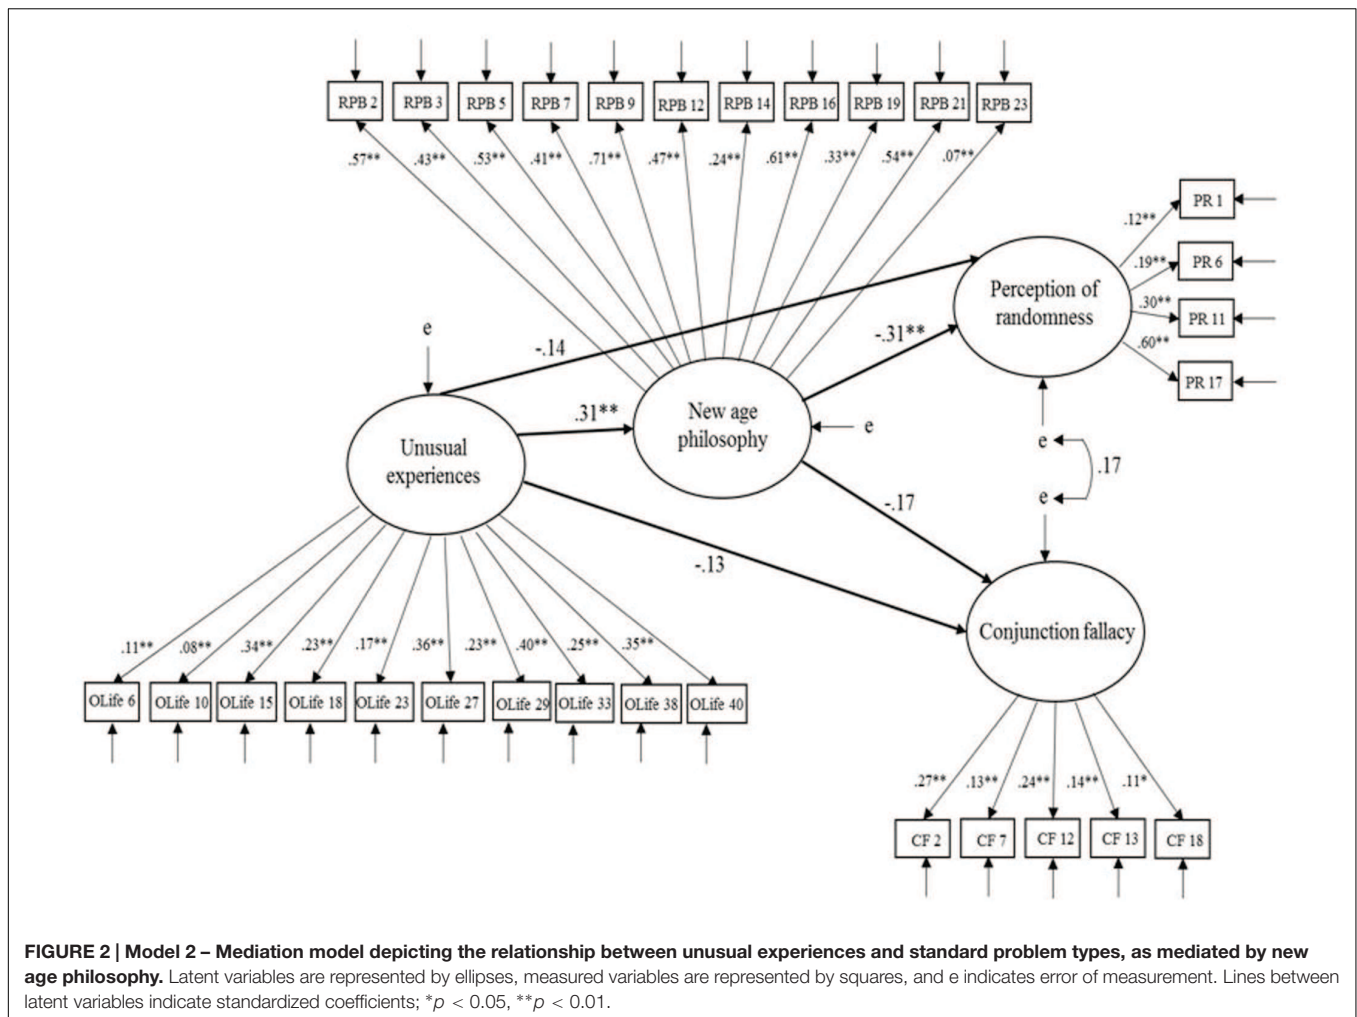 RPB 2 RPB 3 RPB 5 RPB 7 RPB 9 RPB 12 RPB 14 RPB 16 RPB 19 RPB 21 RPB 23
.57** .43** .53** .41** .71** .47** .24** .61** .33** .54** .07**
PR 1
.12**
.19** PR 6
Perception of
randomness
.30** PR 11
.60**
PR 17
e
-.14
-.31**
.31**
New age
philosophy
e
Unusual
experiences
e
.17
e
-.17
-.13
Conjunction fallacy
.11** .08** .34** .23** .17** .36** .23** .40** .25** .35**
OLife 6 OLife 10 OLife 15 OLife 18 OLife 23 OLife 27 OLife 29 OLife 33 OLife 38 OLife 40
.27** .13** .24** .14** .11*
CF 2 CF 7 CF 12 CF 13 CF 18
FIGURE 2 | Model 2 – Mediation model depicting the relationship between unusual experiences and standard problem types, as mediated by new
age philosophy. Latent variables are represented by ellipses, measured variables are represented by squares, and e indicates error of measurement. Lines between
latent variables indicate standardized coefficients; *p < 0.05, **p < 0.01.